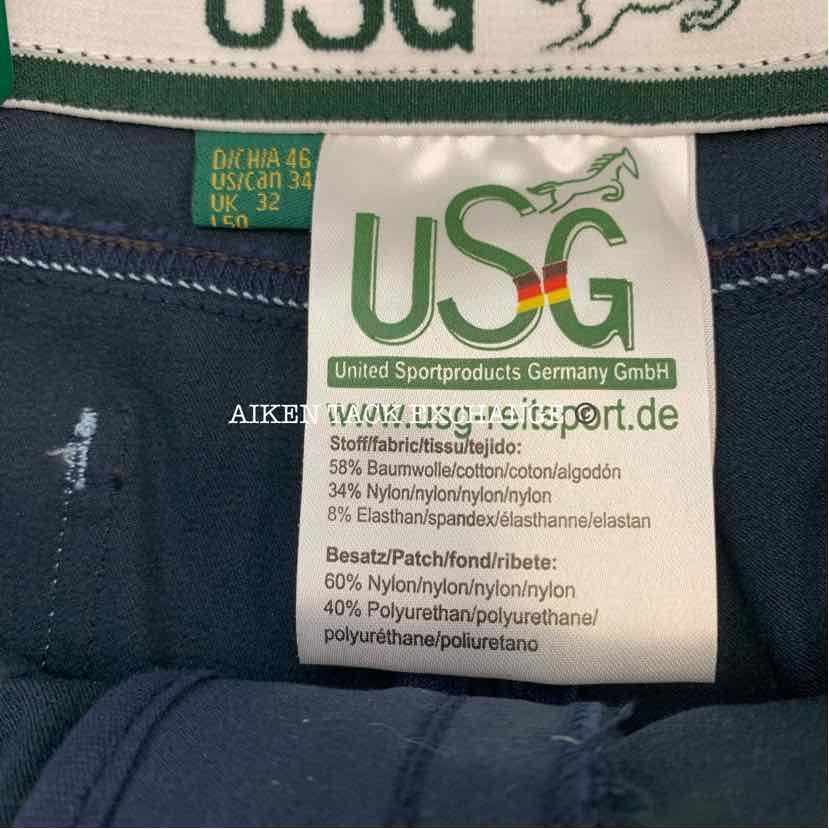 USG
D/CH/A 46
US/Can 34
UK 32
L50
USG
United Sportproducts Germany GmbH
www.usg-reitsport.de
AIKEN TACK EXCHANGE ©
Stoff/fabric/tissu/tejido:
58% Baumwolle/cotton/coton/algodón
34% Nylon/nylon/nylon/nylon
8% Elasthan/spandex/élasthanne/elastan
Besatz/Patch/fond/ribete:
60% Nylon/nylon/nylon/nylon
40% Polyurethan/polyurethane/
polyuréthane/poliuretano